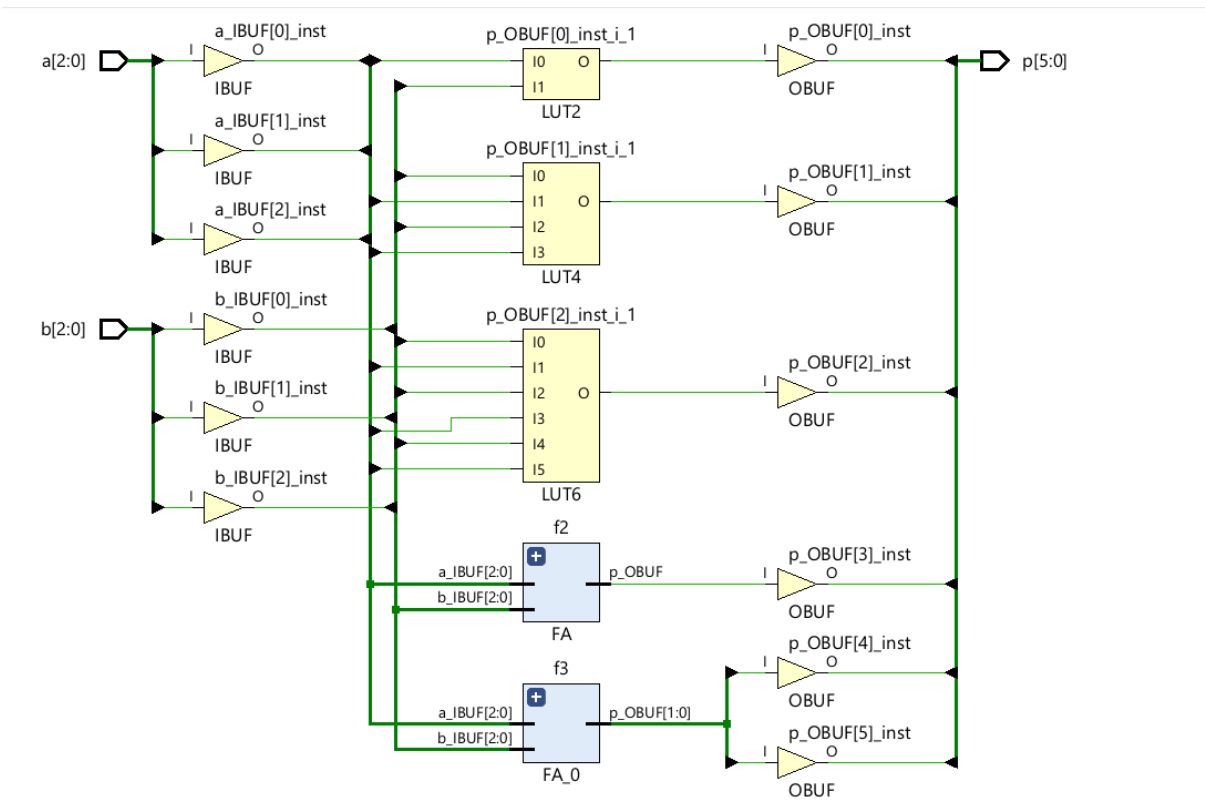 a[2:0]
a_IBUF[0]_inst
I
O
IBUF
a_IBUF[1]_inst
I
O
IBUF
a_IBUF[2]_inst
I
O
IBUF
b[2:0]
b_IBUF[0]_inst
I
O
IBUF
b_IBUF[1]_inst
I
O
IBUF
b_IBUF[2]_inst
I
O
IBUF
p_OBUF[0]_inst_i_1
I0
O
I1
LUT2
p_OBUF[1]_inst_i_1
I0
I1
O
I2
I3
LUT4
p_OBUF[2]_inst_i_1
I0
I1
I2
O
I3
I4
I5
LUT6
f2
a_IBUF[2:0]
p_OBUF
b_IBUF[2:0]
FA
f3
a_IBUF[2:0]
p_OBUF[1:0]
b_IBUF[2:0]
FA_0
p_OBUF[0]_inst
I
O
OBUF
p_OBUF[1]_inst
I
O
OBUF
p_OBUF[2]_inst
I
O
OBUF
p_OBUF[3]_inst
I
O
OBUF
p_OBUF[4]_inst
I
O
OBUF
p_OBUF[5]_inst
I
O
OBUF
p[5:0]